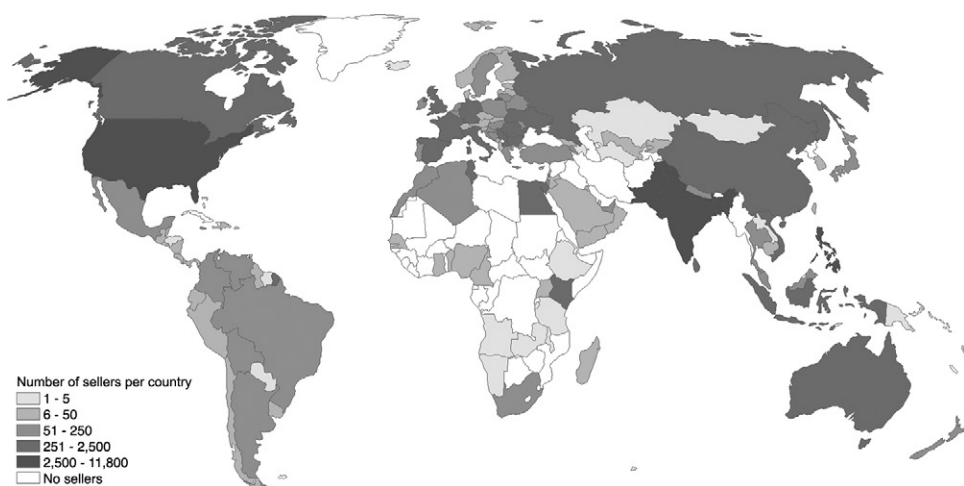 Number of sellers per country
1 - 5
6 - 50
51 - 250
251 - 2,500
2,500 - 11,800
No sellers